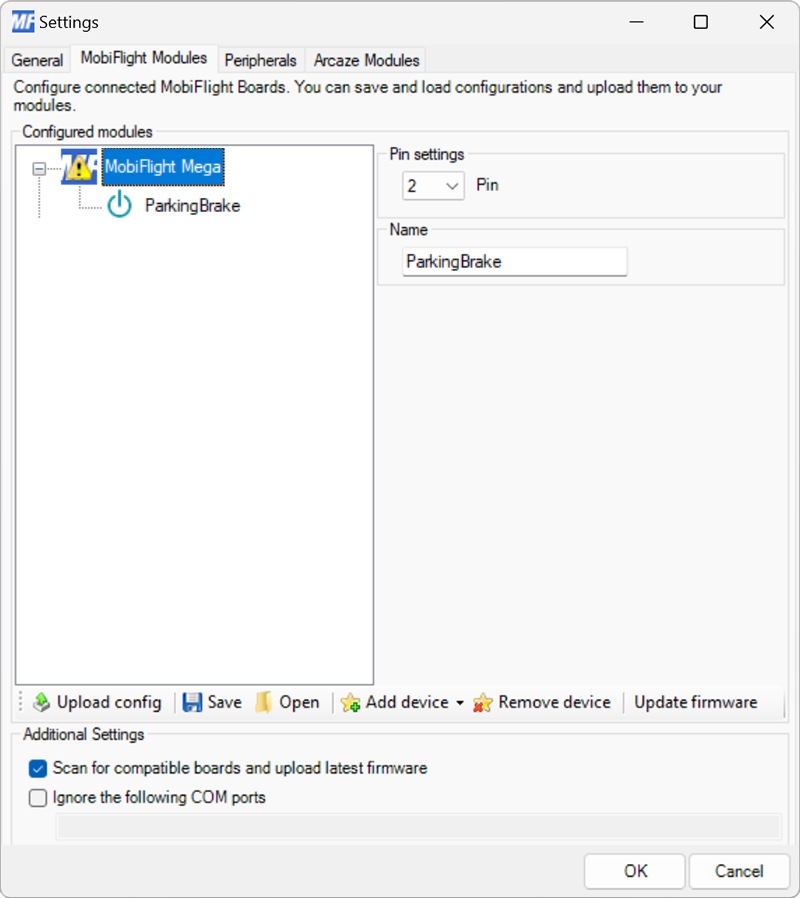 MF Settings
General MobiFlight Modules Peripherals Arcaze Modules
Configure connected MobiFlight Boards. You can save and load configurations and upload them to your
modules.
Configured modules
MobiFlight Mega
ParkingBrake
Pin settings
2 Pin
Name
ParkingBrake
Upload config Save Open Add device Remove device Update firmware
Additional Settings
Scan for compatible boards and upload latest firmware
Ignore the following COM ports
OK Cancel